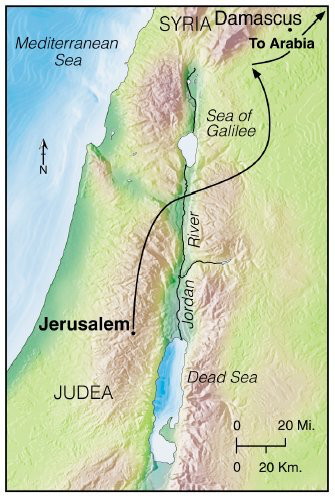 SYRIA
Damascus
To Arabia
Mediterranean
Sea
Sea of
Galilee
N
River
Jordan
Jerusalem
Dead Sea
JUDEA
0 20 Mi.
0 20 Km.